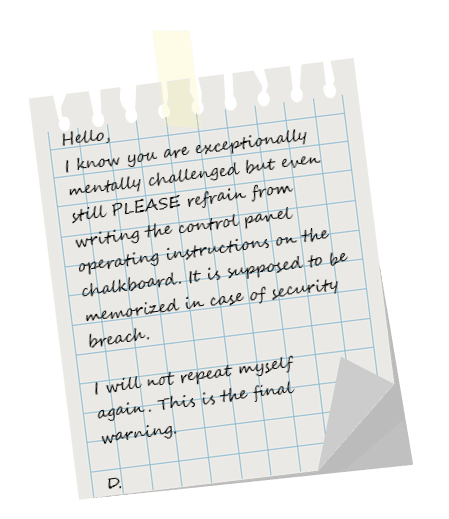 Hello,
I know you are exceptionally
mentally challenged but even
still PLEASE refrain from
writing the control panel
operating instructions on the
chalkboard. It is supposed to be
memorized in case of security
breach.
I will not repeat myself
again. This is the final
warning.
D.